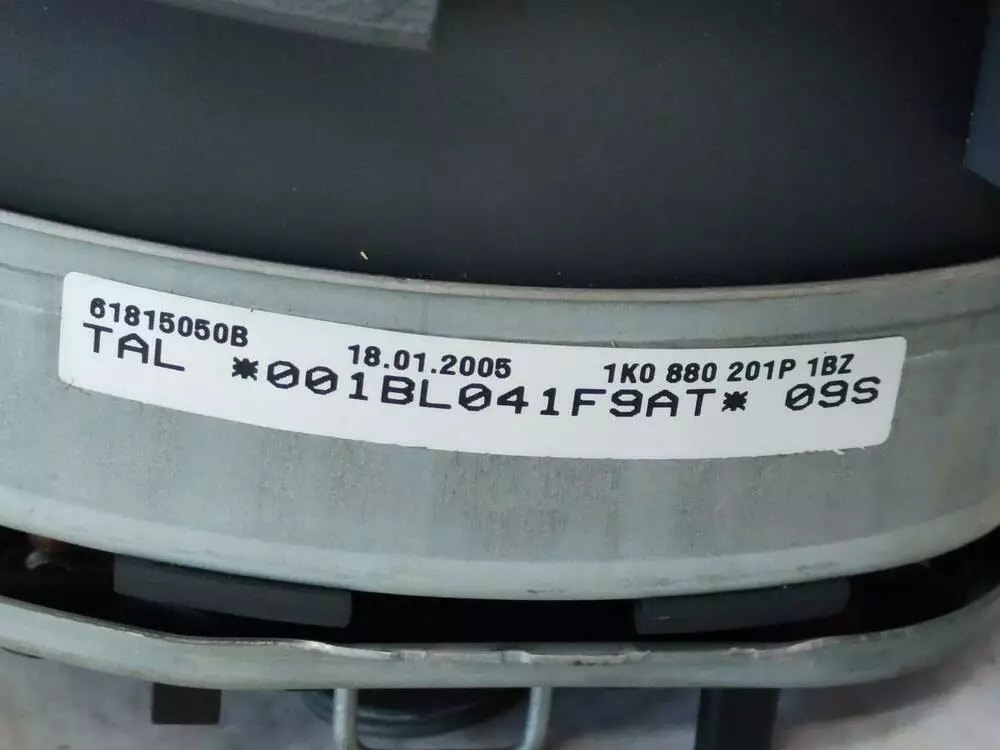 61815050B 18.01.2005 1K0 880 201P 1BZ
TAL *001BL041F9AT* 09S